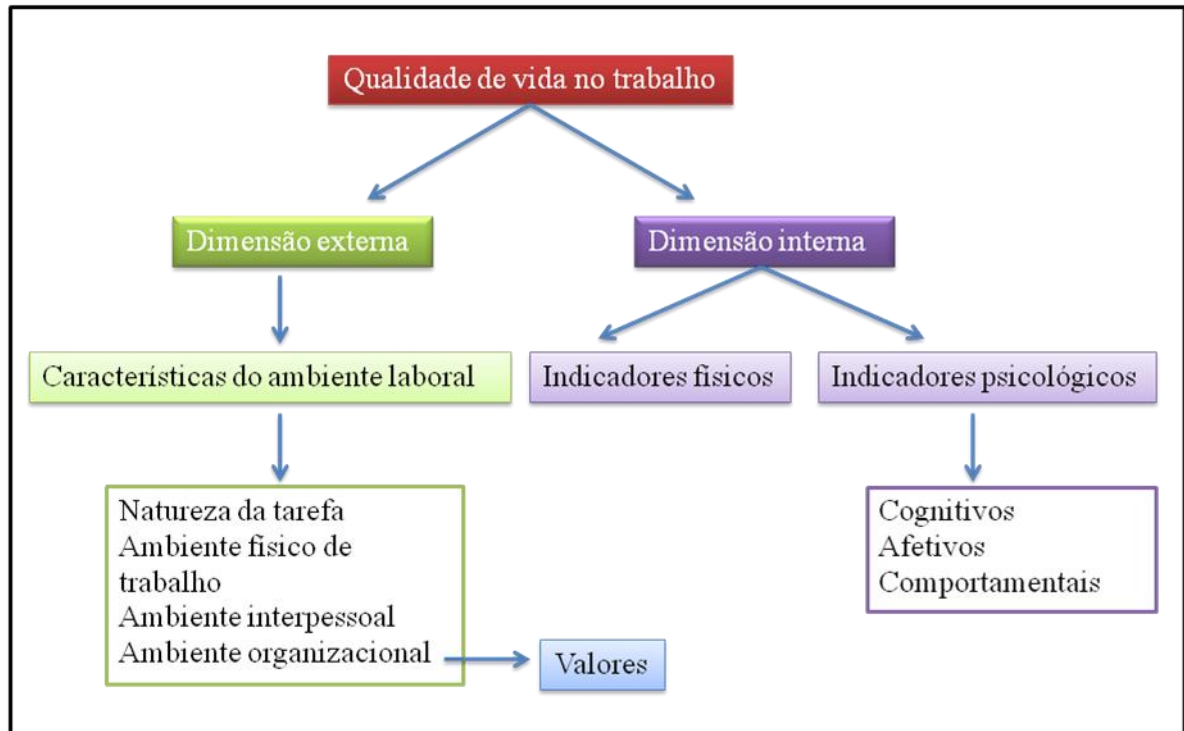 Qualidade de vida no trabalho
Dimensão externa
Dimensão interna
Características do ambiente laboral
Indicadores físicos
Indicadores psicológicos
Natureza da tarefa
Ambiente físico de
trabalho
Ambiente interpessoal
Ambiente organizacional
Valores
Cognitivos
Afetivos
Comportamentais